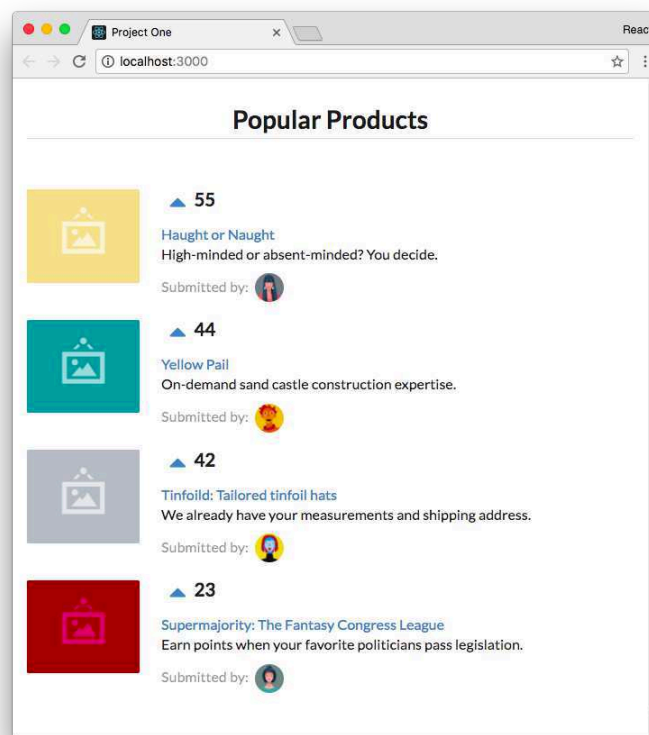 Project One
React
localhost:3000
Popular Products
55
Haught or Naught
High-minded or absent-minded? You decide.
Submitted by:
44
Yellow Pail
On-demand sand castle construction expertise.
Submitted by:
42
Tinfoild: Tailored tinfoil hats
We already have your measurements and shipping address.
Submitted by:
23
Supermajority: The Fantasy Congress League
Earn points when your favorite politicians pass legislation.
Submitted by: